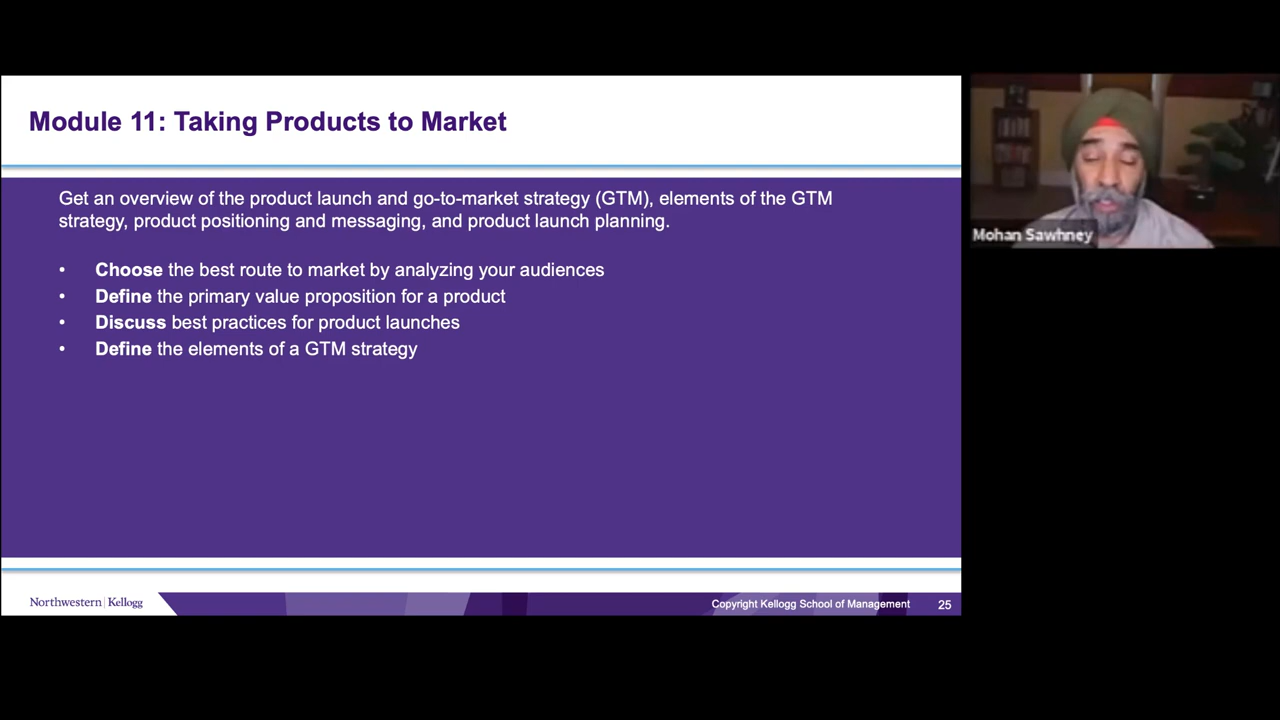 Module 11: Taking Products to Market
Get an overview of the product launch and go-to-market strategy (GTM), elements of the GTM
strategy, product positioning and messaging, and product launch planning.
• Choose the best route to market by analyzing your audiences
• Define the primary value proposition for a product
• Discuss best practices for product launches
• Define the elements of a GTM strategy
Northwestern | Kellogg
Copyright Kellogg School of Management 25
Mohan Sawhney